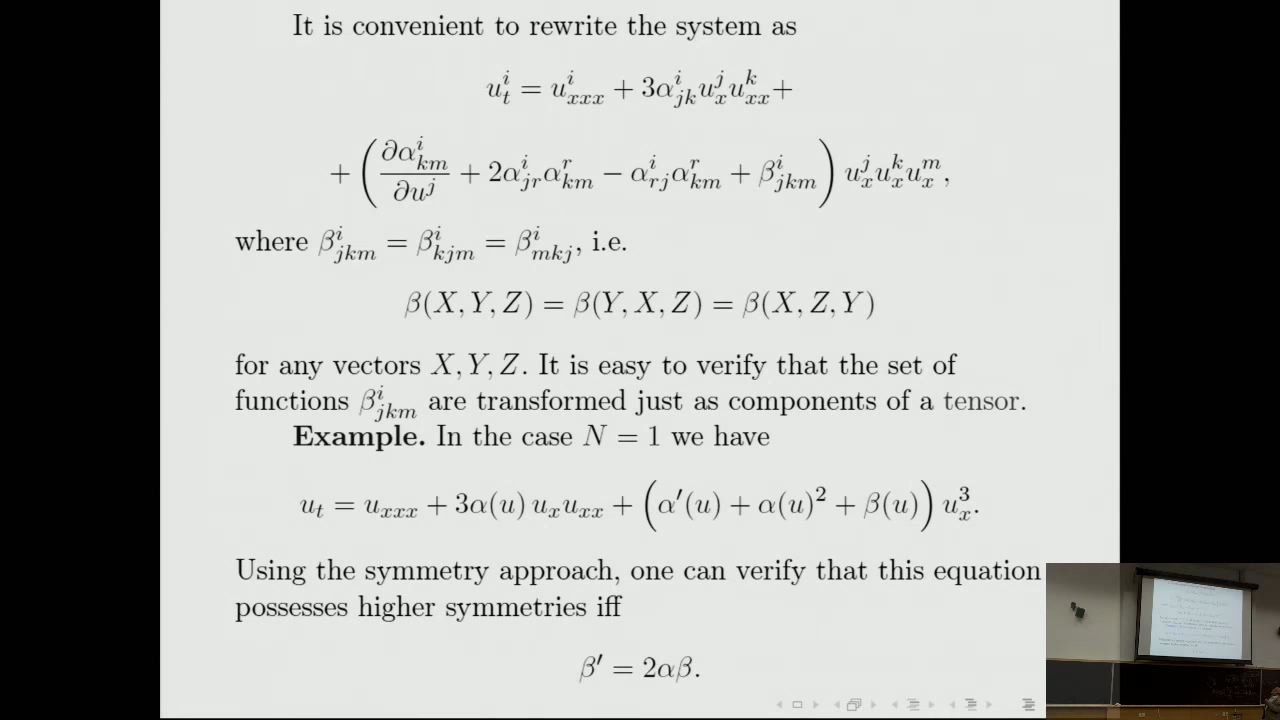 It is convenient to rewrite the system as
u^i_t = u^i_{xxx} + 3α^i_{jk} u^j_x u^k_{xx} +
+ ( ∂α^i_{km} / ∂u^j + 2α^i_{jr} α^r_{km} − α^i_{rj} α^r_{km} + β^i_{jkm} ) u^j_x u^k_x u^m_x,
where β^i_{jkm} = β^i_{kjm} = β^i_{mkj}, i.e.
β(X, Y, Z) = β(Y, X, Z) = β(X, Z, Y)
for any vectors X, Y, Z. It is easy to verify that the set of
functions β^i_{jkm} are transformed just as components of a tensor.
Example. In the case N = 1 we have
u_t = u_{xxx} + 3α(u) u_x u_{xx} + ( α′(u) + α(u)^2 + β(u) ) u^3_x.
Using the symmetry approach, one can verify that this equation
possesses higher symmetries iff
β′ = 2αβ.